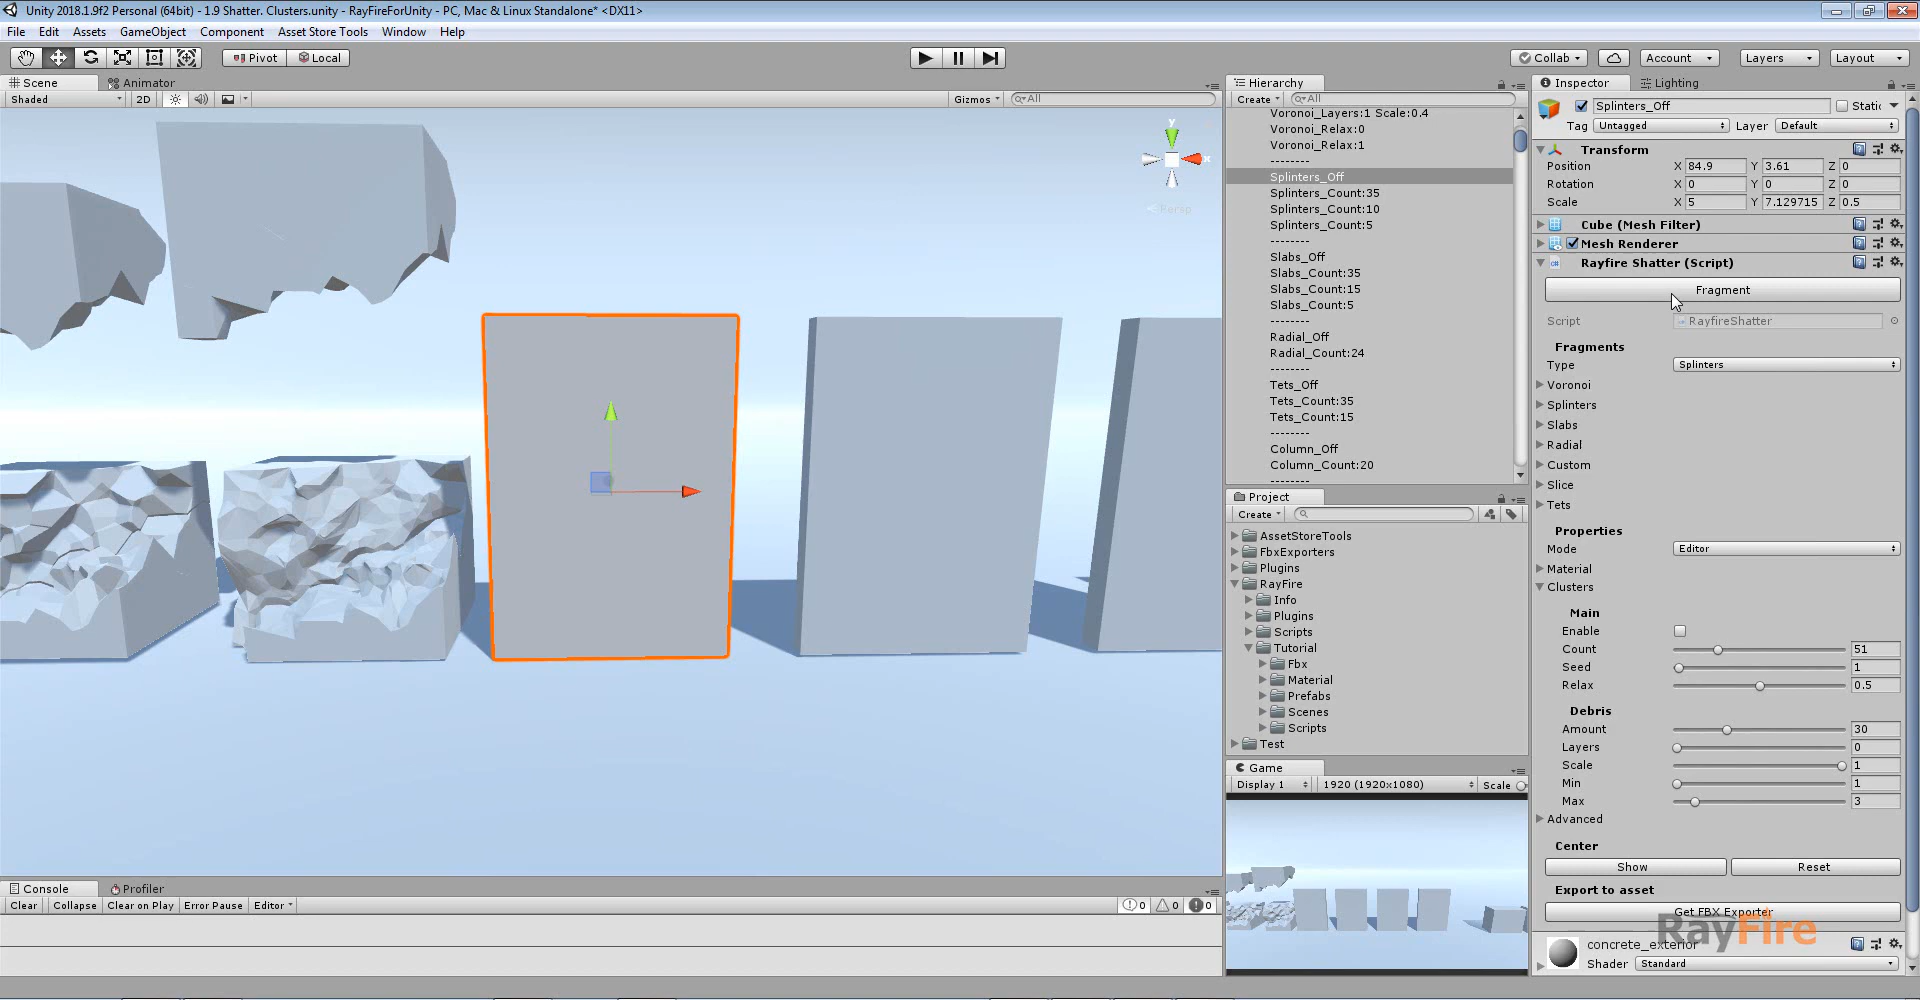 Unity 2018.1.9f2 Personal (64bit) - 1.9 Shatter. Clusters.unity - RayFireForUnity - PC, Mac & Linux Standalone* <DX11>
File Edit Assets GameObject Component Asset Store Tools Window Help
Pivot Local
Collab Account Layers Layout
Scene Animator
Shaded 2D Gizmos All
y
x
Persp
Console Profiler
Clear Collapse Clear on Play Error Pause Editor
0 0 0
Hierarchy
Create All
Voronoi_Layers:1 Scale:0.4
Voronoi_Relax:0
Voronoi_Relax:1
--------
Splinters_Off
Splinters_Count:35
Splinters_Count:10
Splinters_Count:5
--------
Slabs_Off
Slabs_Count:35
Slabs_Count:15
Slabs_Count:5
--------
Radial_Off
Radial_Count:24
--------
Tets_Off
Tets_Count:35
Tets_Count:15
--------
Column_Off
Column_Count:20
--------
Project
Create
AssetStoreTools
FbxExporters
Plugins
RayFire
Info
Plugins
Scripts
Tutorial
Fbx
Material
Prefabs
Scenes
Scripts
Test
Game
Display 1 1920 (1920x1080) Scale
Inspector Lighting
Splinters_Off Static
Tag Untagged Layer Default
Transform
Position X 84.9 Y 3.61 Z 0
Rotation X 0 Y 0 Z 0
Scale X 5 Y 7.129715 Z 0.5
Cube (Mesh Filter)
Mesh Renderer
Rayfire Shatter (Script)
Fragment
Script RayfireShatter
Fragments
Type Splinters
Voronoi
Splinters
Slabs
Radial
Custom
Slice
Tets
Properties
Mode Editor
Material
Clusters
Main
Enable
Count 51
Seed 1
Relax 0.5
Debris
Amount 30
Layers 0
Scale 1
Min 1
Max 3
Advanced
Center
Show Reset
Export to asset
Get FBX Exporter
RayFire
concrete_exterior
Shader Standard